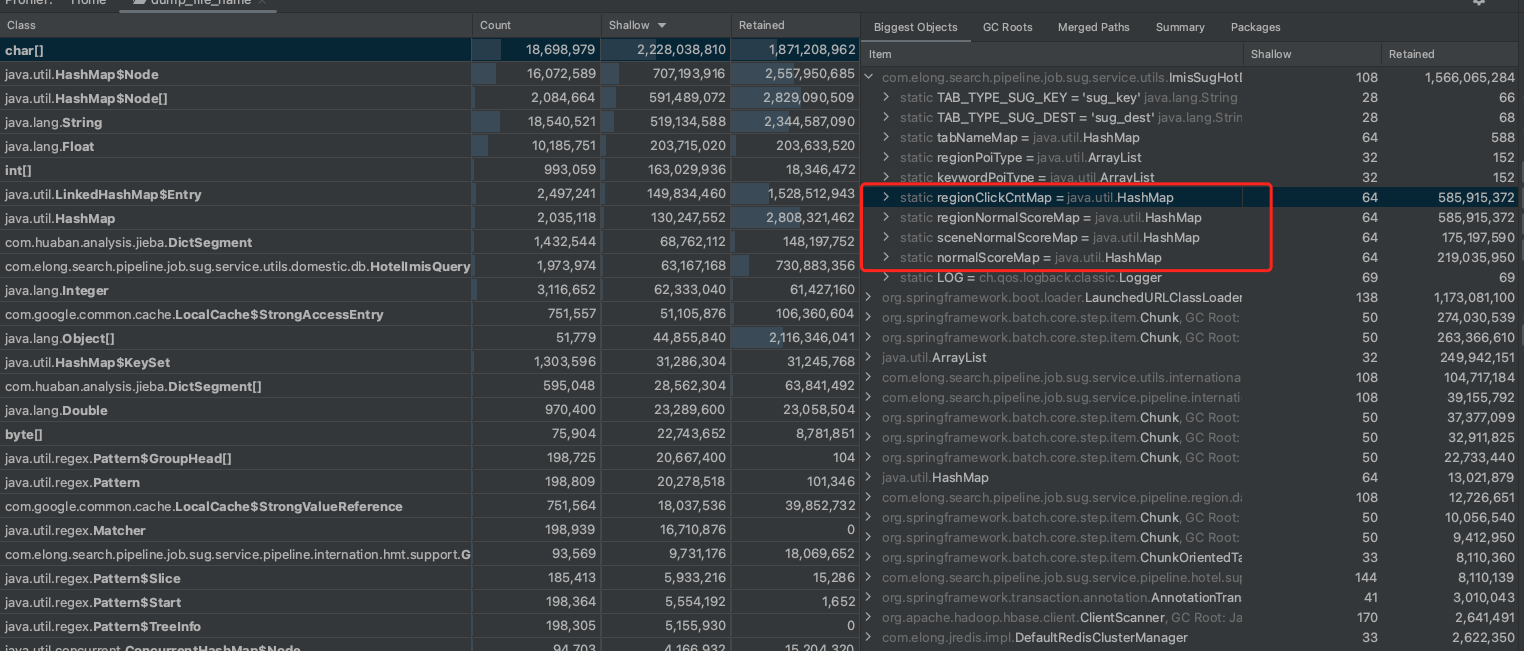 Profiler: Home dump_file_name
Class Count Shallow Retained
char[] 18,698,979 2,228,038,810 1,871,208,962
java.util.HashMap$Node 16,072,589 707,193,916 2,557,950,685
java.util.HashMap$Node[] 2,084,664 591,489,072 2,829,090,509
java.lang.String 18,540,521 519,134,588 2,344,587,090
java.lang.Float 10,185,751 203,715,020 203,633,520
int[] 993,059 163,029,936 18,346,472
java.util.LinkedHashMap$Entry 2,497,241 149,834,460 1,528,512,943
java.util.HashMap 2,035,118 130,247,552 2,808,321,462
com.huaban.analysis.jieba.DictSegment 1,432,544 68,762,112 148,197,752
com.elong.search.pipeline.job.sug.service.utils.domestic.db.HotelImisQuery 1,973,974 63,167,168 730,883,356
java.lang.Integer 3,116,652 62,333,040 61,427,160
com.google.common.cache.LocalCache$StrongAccessEntry 751,557 51,105,876 106,360,604
java.lang.Object[] 51,779 44,855,840 2,116,346,041
java.util.HashMap$KeySet 1,303,596 31,286,304 31,245,768
com.huaban.analysis.jieba.DictSegment[] 595,048 28,562,304 63,841,492
java.lang.Double 970,400 23,289,600 23,058,504
byte[] 75,904 22,743,652 8,781,851
java.util.regex.Pattern$GroupHead[] 198,725 20,667,400 104
java.util.regex.Pattern 198,809 20,278,518 101,346
com.google.common.cache.LocalCache$StrongValueReference 751,564 18,037,536 39,852,732
java.util.regex.Matcher 198,939 16,710,876 0
com.elong.search.pipeline.job.sug.service.pipeline.internation.hmt.support.G 93,569 9,731,176 18,069,652
java.util.regex.Pattern$Slice 185,413 5,933,216 15,286
java.util.regex.Pattern$Start 198,364 5,554,192 1,652
java.util.regex.Pattern$TreeInfo 198,305 5,155,930 0
java.util.concurrent.ConcurrentHashMap$Node 94,703 4,166,932 15,204,320
Biggest Objects GC Roots Merged Paths Summary Packages
Item Shallow Retained
com.elong.search.pipeline.job.sug.service.utils.ImisSugHot 108 1,566,065,284
static TAB_TYPE_SUG_KEY = 'sug_key' java.lang.String 28 66
static TAB_TYPE_SUG_DEST = 'sug_dest' java.lang.Strin 28 68
static tabNameMap = java.util.HashMap 64 588
static regionPoiType = java.util.ArrayList 32 152
static keywordPoiType = java.util.ArrayList 32 152
static regionClickCntMap = java.util.HashMap 64 585,915,372
static regionNormalScoreMap = java.util.HashMap 64 585,915,372
static sceneNormalScoreMap = java.util.HashMap 64 175,197,590
static normalScoreMap = java.util.HashMap 64 219,035,950
static LOG = ch.qos.logback.classic.Logger 69 69
org.springframework.boot.loader.LaunchedURLClassLoader 138 1,173,081,100
org.springframework.batch.core.step.item.Chunk, GC Root: 50 274,030,539
org.springframework.batch.core.step.item.Chunk, GC Root: 50 263,366,610
java.util.ArrayList 32 249,942,151
com.elong.search.pipeline.job.sug.service.utils.internationa 108 104,717,184
com.elong.search.pipeline.job.sug.service.pipeline.internati 108 39,155,792
org.springframework.batch.core.step.item.Chunk, GC Root: 50 37,377,099
org.springframework.batch.core.step.item.Chunk, GC Root: 50 32,911,825
org.springframework.batch.core.step.item.Chunk, GC Root: 50 22,733,440
java.util.HashMap 64 13,021,879
com.elong.search.pipeline.job.sug.service.pipeline.region.da 108 12,726,651
org.springframework.batch.core.step.item.Chunk, GC Root: 50 10,056,540
org.springframework.batch.core.step.item.Chunk, GC Root: 50 9,412,950
org.springframework.batch.core.step.item.ChunkOrientedTa 33 8,110,360
com.elong.search.pipeline.job.sug.service.pipeline.hotel.sup 144 8,110,139
org.springframework.transaction.annotation.AnnotationTran 41 3,010,043
org.apache.hadoop.hbase.client.ClientScanner, GC Root: Ja 170 2,641,491
com.elong.jredis.impl.DefaultRedisClusterManager 33 2,622,350